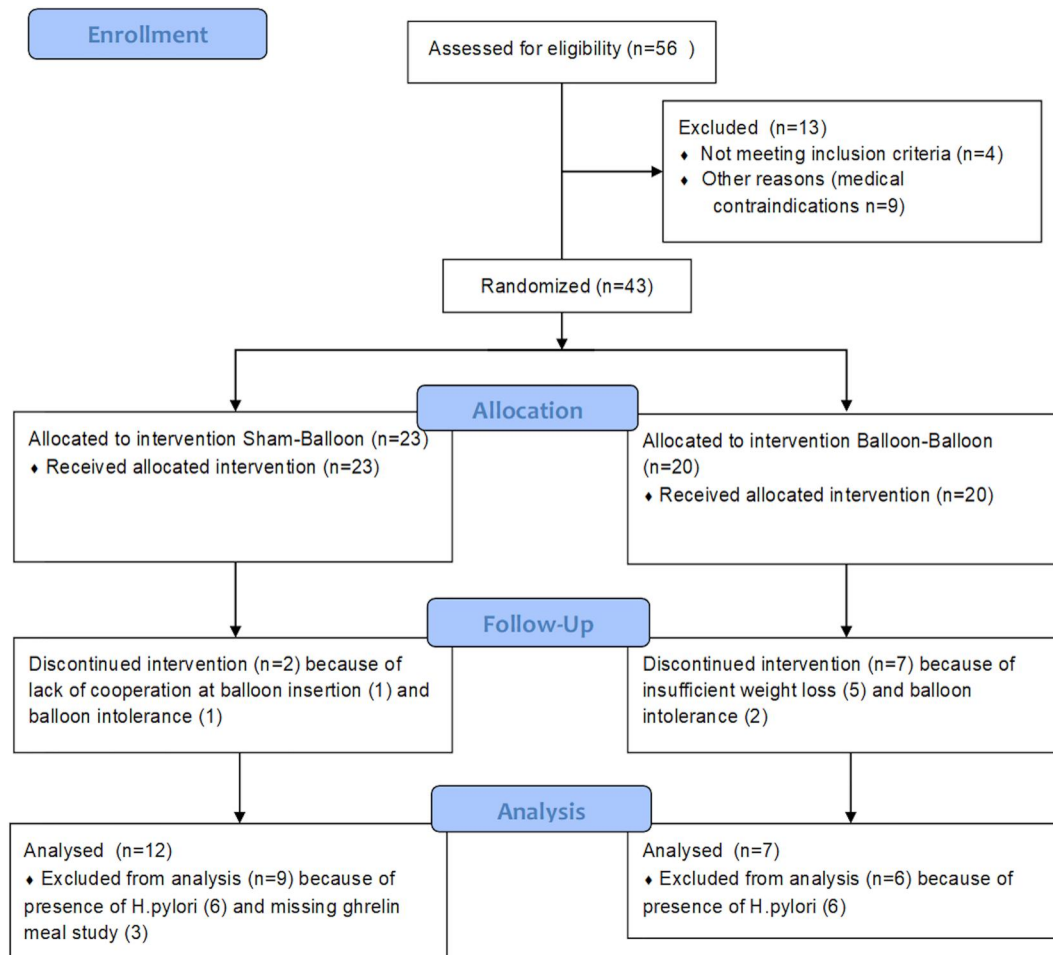 Enrollment
Assessed for eligibility (n=56  )
Excluded  (n=13)
♦ Not meeting inclusion criteria (n=4)
♦ Other reasons (medical
contraindications n=9)
Randomized (n=43)
Allocation
Allocated to intervention Sham-Balloon (n=23)
♦ Received allocated intervention (n=23)
Allocated to intervention Balloon-Balloon
(n=20)
♦ Received allocated intervention (n=20)
Follow-Up
Discontinued intervention (n=2) because of
lack of cooperation at balloon insertion (1) and
balloon intolerance (1)
Discontinued intervention (n=7) because of
insufficient weight loss (5) and balloon
intolerance (2)
Analysis
Analysed  (n=12)
♦ Excluded from analysis (n=9) because of
presence of H.pylori (6) and missing ghrelin
meal study (3)
Analysed  (n=7)
♦ Excluded from analysis (n=6) because of
presence of H.pylori (6)